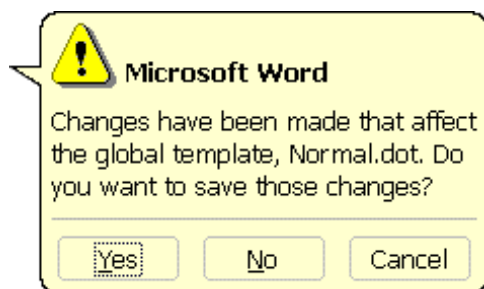 Microsoft Word
Changes have been made that affect
the global template, Normal.dot. Do
you want to save those changes?
Yes No Cancel